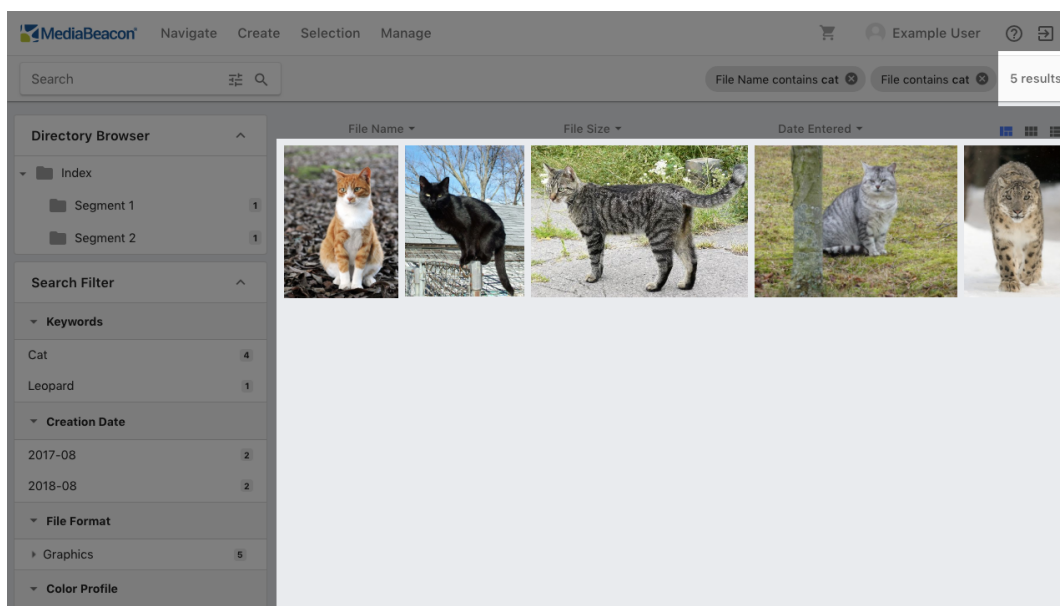 MediaBeacon® Navigate Create Selection Manage Example User
Search File Name contains cat File contains cat 5 results
Directory Browser File Name File Size Date Entered
Index
Segment 1 1
Segment 2 1
Search Filter
Keywords
Cat 4
Leopard 1
Creation Date
2017-08 2
2018-08 2
File Format
Graphics 5
Color Profile